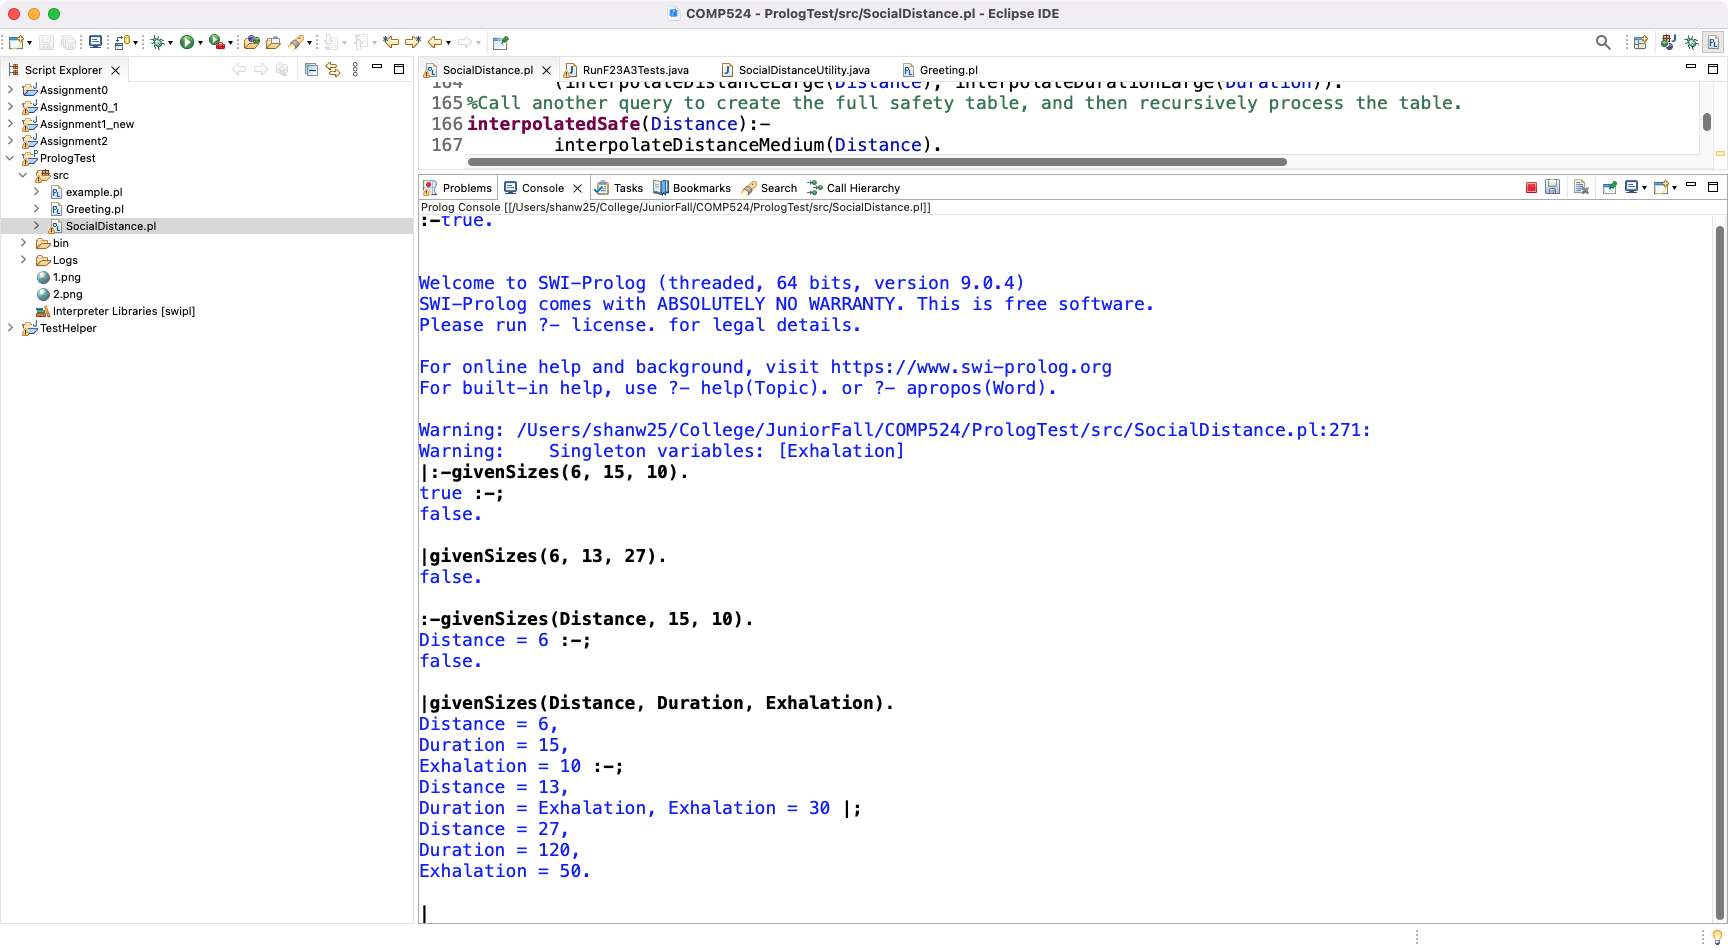 COMP524 - PrologTest/src/SocialDistance.pl - Eclipse IDE
Script Explorer
Assignment0
Assignment0_1
Assignment1_new
Assignment2
PrologTest
src
example.pl
Greeting.pl
SocialDistance.pl
bin
Logs
1.png
2.png
Interpreter Libraries [swipl]
TestHelper
SocialDistance.pl
RunF23A3Tests.java
SocialDistanceUtility.java
Greeting.pl
164 (interpolateDistanceLarge(Distance), interpolateDurationLarge(Duration)).
165 %Call another query to create the full safety table, and then recursively process the table.
166 interpolatedSafe(Distance):-
167 interpolateDistanceMedium(Distance).
Problems
Console
Tasks
Bookmarks
Search
Call Hierarchy
Prolog Console [[/Users/shanw25/College/JuniorFall/COMP524/PrologTest/src/SocialDistance.pl]]
:-true.
Welcome to SWI-Prolog (threaded, 64 bits, version 9.0.4)
SWI-Prolog comes with ABSOLUTELY NO WARRANTY. This is free software.
Please run ?- license. for legal details.
For online help and background, visit https://www.swi-prolog.org
For built-in help, use ?- help(Topic). or ?- apropos(Word).
Warning: /Users/shanw25/College/JuniorFall/COMP524/PrologTest/src/SocialDistance.pl:271:
Warning:    Singleton variables: [Exhalation]
|:-givenSizes(6, 15, 10).
true :-;
false.
|givenSizes(6, 13, 27).
false.
:-givenSizes(Distance, 15, 10).
Distance = 6 :-;
false.
|givenSizes(Distance, Duration, Exhalation).
Distance = 6,
Duration = 15,
Exhalation = 10 :-;
Distance = 13,
Duration = Exhalation, Exhalation = 30 |;
Distance = 27,
Duration = 120,
Exhalation = 50.
|